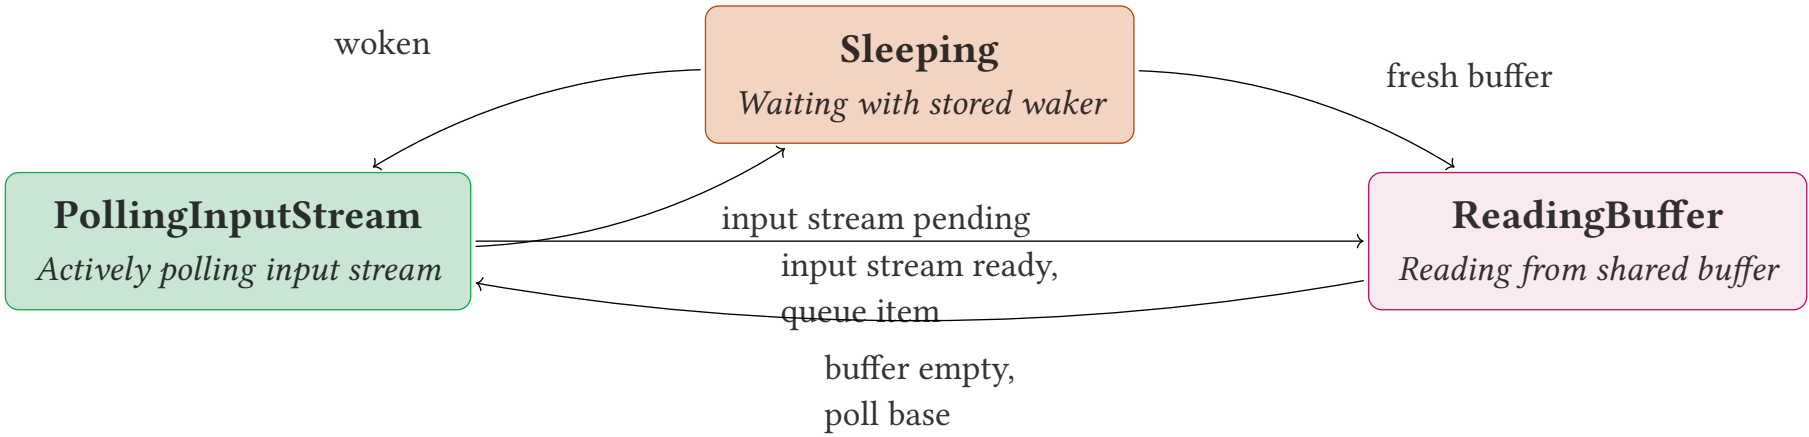 woken
Sleeping
Waiting with stored waker
fresh buffer
PollingInputStream
Actively polling input stream
input stream pending
input stream ready,
queue item
ReadingBuffer
Reading from shared buffer
buffer empty,
poll base